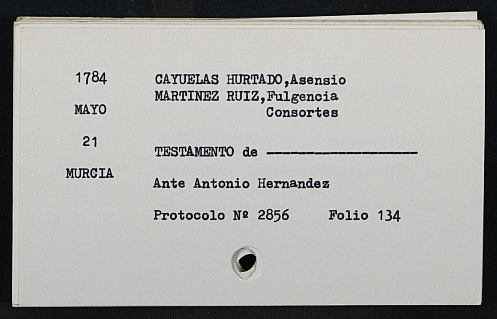 1784 CAYUELAS HURTADO,Asensio
MARTINEZ RUIZ,Fulgencia
MAYO Consortes
21
TESTAMENTO de -------------------
MURCIA
Ante Antonio Hernandez
Protocolo Nº 2856 Folio 134